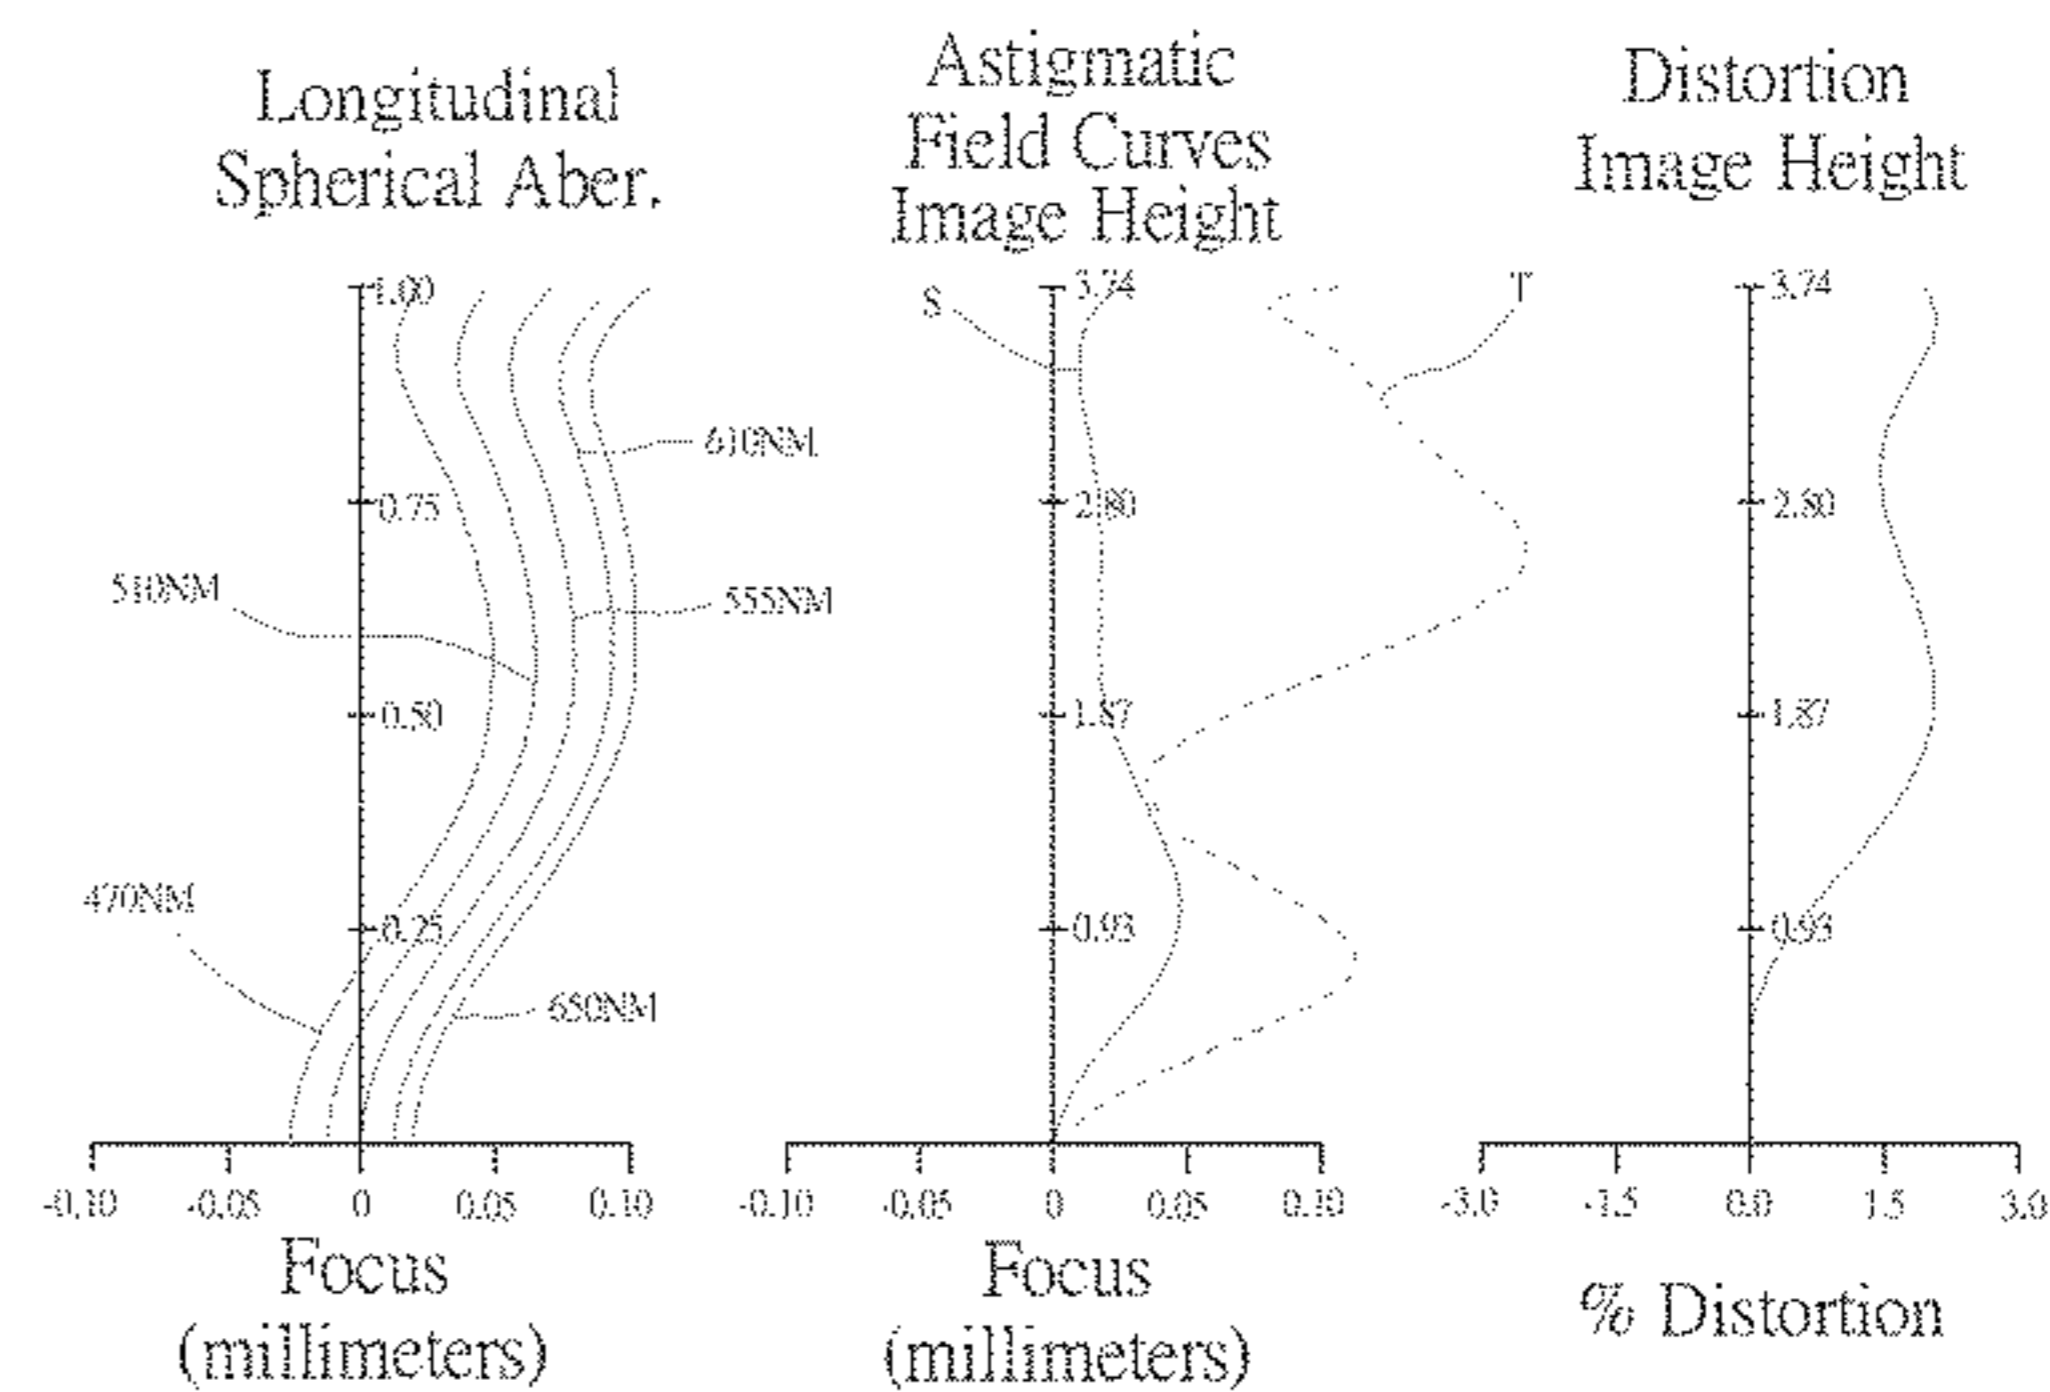 Longitudinal
Spherical Aber.
1.00
0.75
0.50
0.25
610NM
555NM
510NM
470NM
650NM
-0.10 -0.05 0 0.05 0.10
Focus
(millimeters)
Astigmatic
Field Curves
Image Height
S
T
3.74
2.80
1.87
0.93
-0.10 -0.05 0 0.05 0.10
Focus
(millimeters)
Distortion
Image Height
3.74
2.80
1.87
0.93
-3.0 -1.5 0.0 1.5 3.0
% Distortion